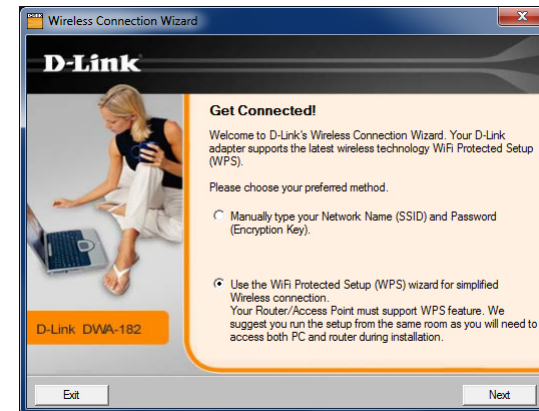 Wireless Connection Wizard
D-Link
Get Connected!
Welcome to D-Link's Wireless Connection Wizard. Your D-Link
adapter supports the latest wireless technology WiFi Protected Setup
(WPS).
Please choose your preferred method.
Manually type your Network Name (SSID) and Password
(Encryption Key).
Use the WiFi Protected Setup (WPS) wizard for simplified
Wireless connection.
Your Router/Access Point must support WPS feature. We
suggest you run the setup from the same room as you will need to
access both PC and router during installation.
D-Link DWA-182
Exit
Next